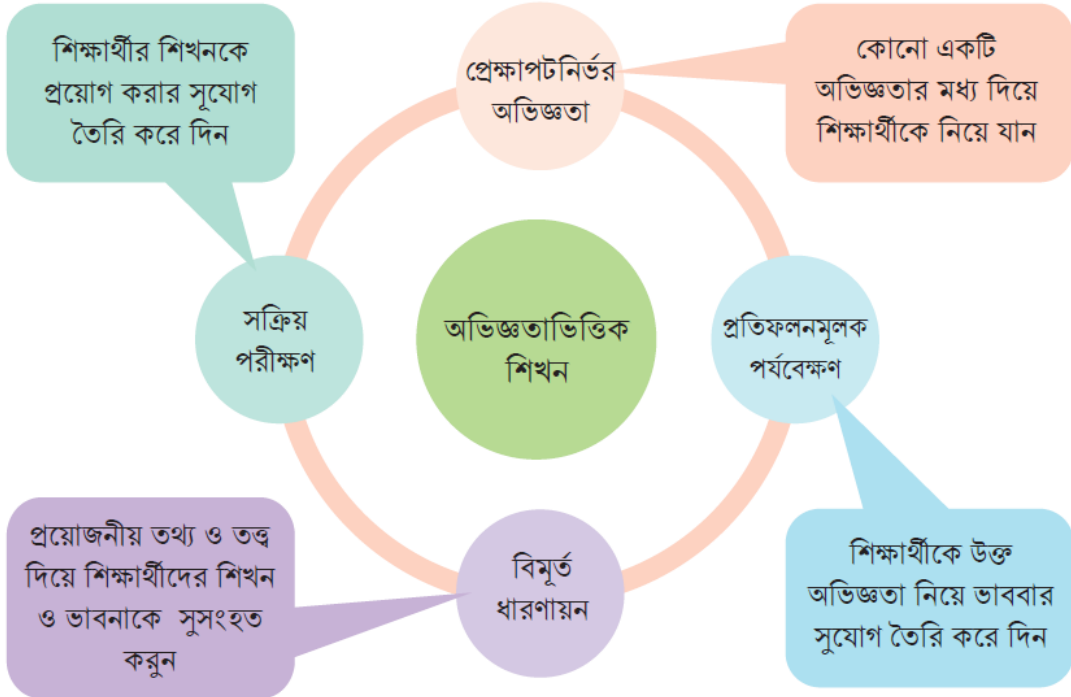 শিক্ষার্থীর শিখনকে
প্রয়োগ করার সূযোগ
তৈরি করে দিন
প্রেক্ষাপটনির্ভর
অভিজ্ঞতা
কোনো একটি
অভিজ্ঞতার মধ্য দিয়ে
শিক্ষার্থীকে নিয়ে যান
সক্রিয়
পরীক্ষণ
অভিজ্ঞতাভিত্তিক
শিখন
প্রতিফলনমূলক
পর্যবেক্ষণ
প্রয়োজনীয় তথ্য ও তত্ত্ব
দিয়ে শিক্ষার্থীদের শিখন
ও ভাবনাকে সুসংহত
করুন
বিমূর্ত
ধারণায়ন
শিক্ষার্থীকে উক্ত
অভিজ্ঞতা নিয়ে ভাববার
সুযোগ তৈরি করে দিন